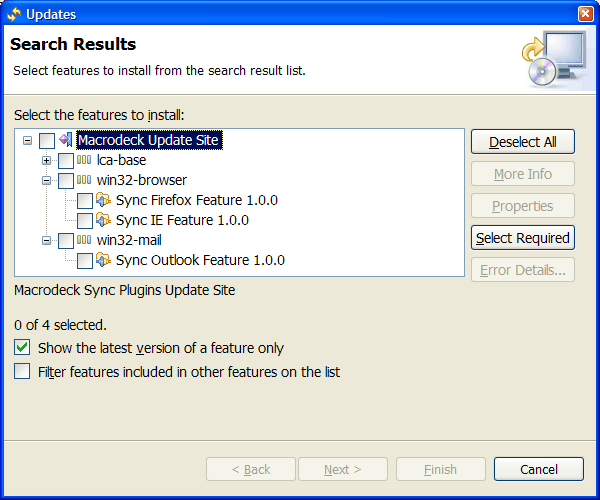 Updates
Search Results
Select features to install from the search result list.
Select the features to install:
Macrodeck Update Site
lca-base
win32-browser
Sync Firefox Feature 1.0.0
Sync IE Feature 1.0.0
win32-mail
Sync Outlook Feature 1.0.0
Deselect All
More Info
Properties
Select Required
Error Details...
Macrodeck Sync Plugins Update Site
0 of 4 selected.
Show the latest version of a feature only
Filter features included in other features on the list
< Back
Next >
Finish
Cancel